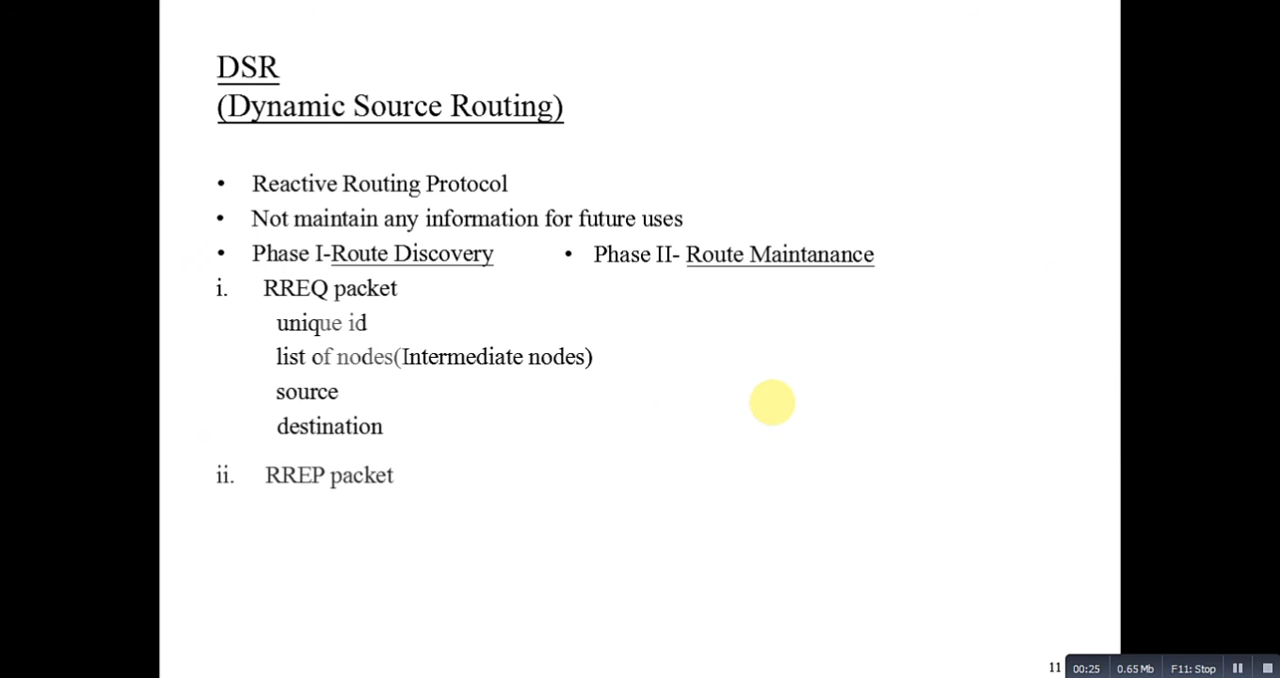 DSR
(Dynamic Source Routing)
• Reactive Routing Protocol
• Not maintain any information for future uses
• Phase I-Route Discovery • Phase II- Route Maintanance
i. RREQ packet
unique id
list of nodes(Intermediate nodes)
source
destination
ii. RREP packet
11
00:25 0.65 Mb F11: Stop